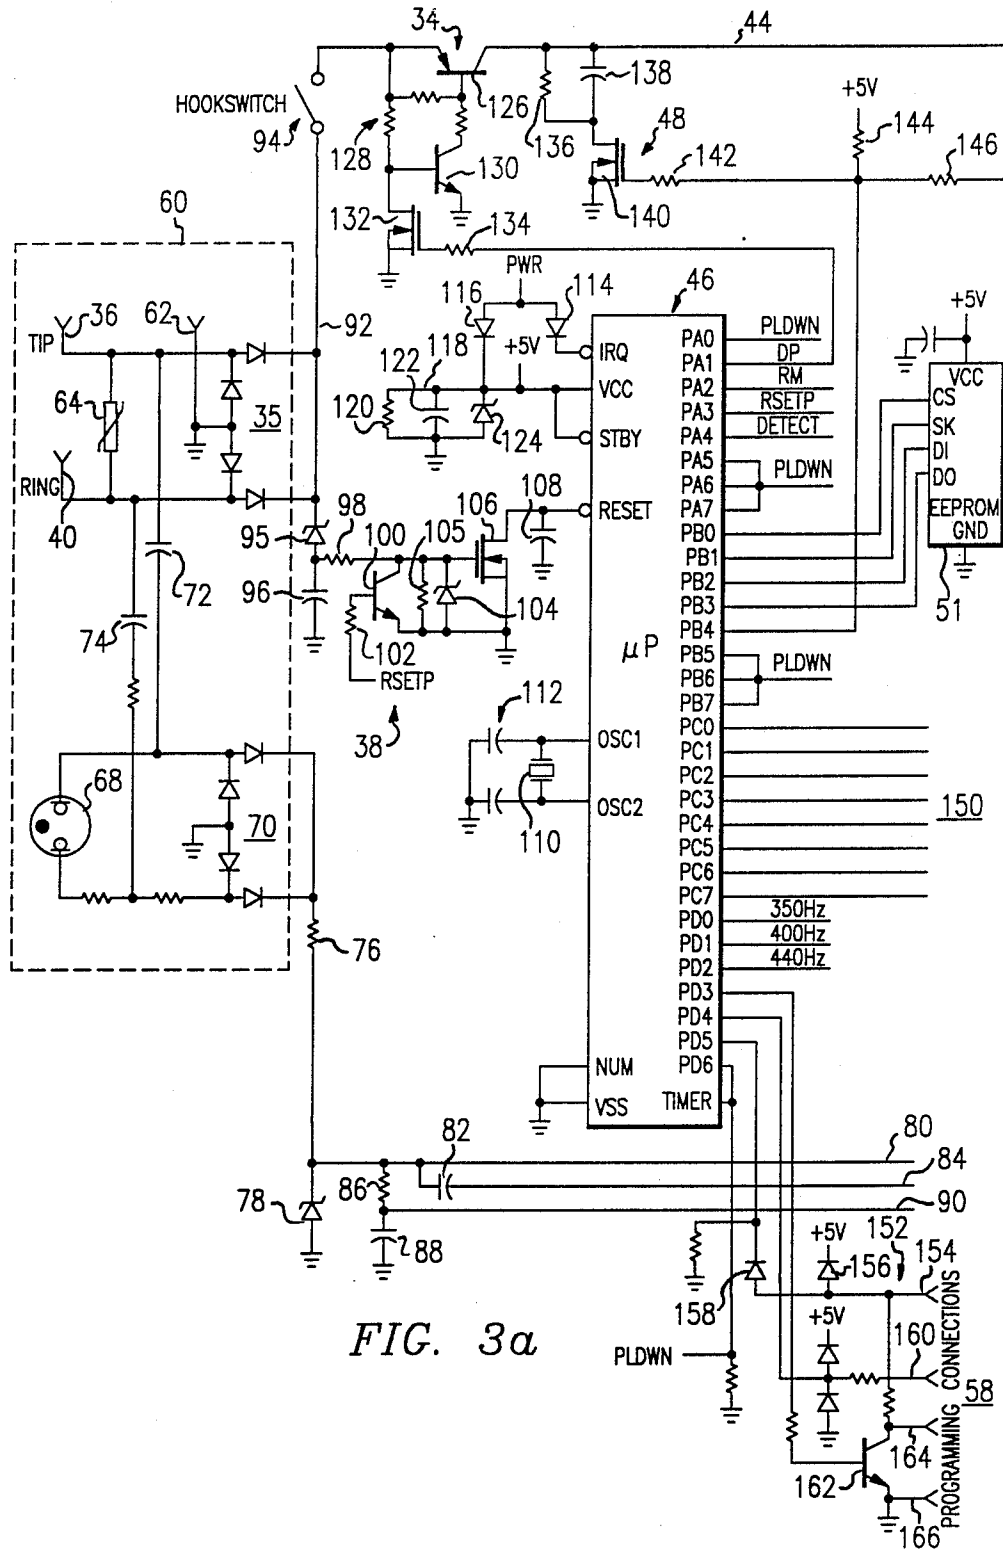 34
44
138
+5V
HOOKSWITCH
126
94
48
144
128
136
142
146
130
140
60
132
134
PWR
46
116
114
+5V
36
62
PLDWN
TIP
92
118
+5V
IRQ
PA0
PA1
DP
VCC
122
VCC
PA2
RM
CS
64
35
120
124
STBY
PA3
RSETP
SK
PA4
DETECT
DI
RING
98
106
108
PA5
DO
PA6
PLDWN
40
95
100
105
RESET
PA7
EEPROM
PB0
GND
72
96
PB1
74
102
104
PB2
51
RSETP
μP
PB3
PB4
38
112
PB5
PB6
PLDWN
PB7
OSC1
PC0
68
PC1
PC2
70
110
OSC2
PC3
150
PC4
PC5
PC6
PC7
76
PD0
350Hz
PD1
400Hz
PD2
440Hz
PD3
PD4
PD5
NUM
PD6
VSS
TIMER
82
80
84
86
90
78
88
+5V
152
156
154
158
+5V
160
FIG. 3a
PLDWN
58
164
162
166
PROGRAMMING CONNECTIONS